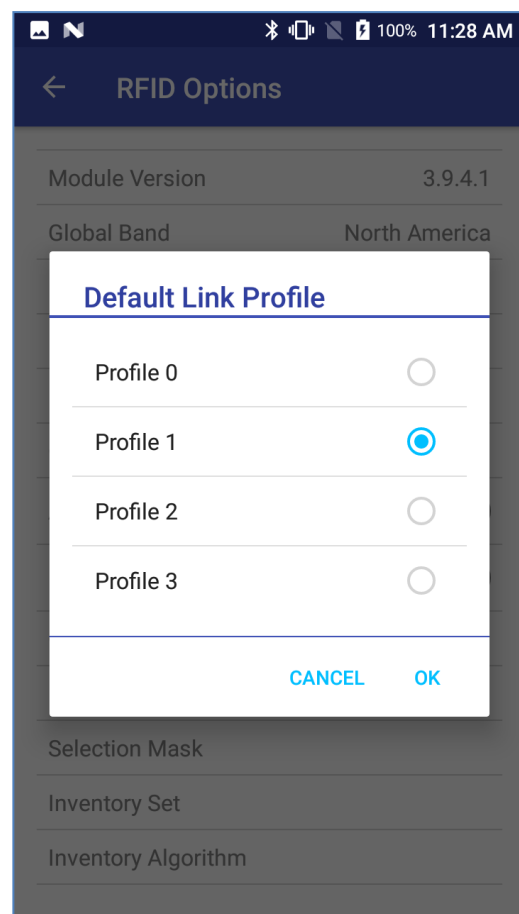 100% 11:28 AM
RFID Options
Module Version 3.9.4.1
Global Band North America
Default Link Profile
Profile 0
Profile 1
Profile 2
Profile 3
CANCEL OK
Selection Mask
Inventory Set
Inventory Algorithm